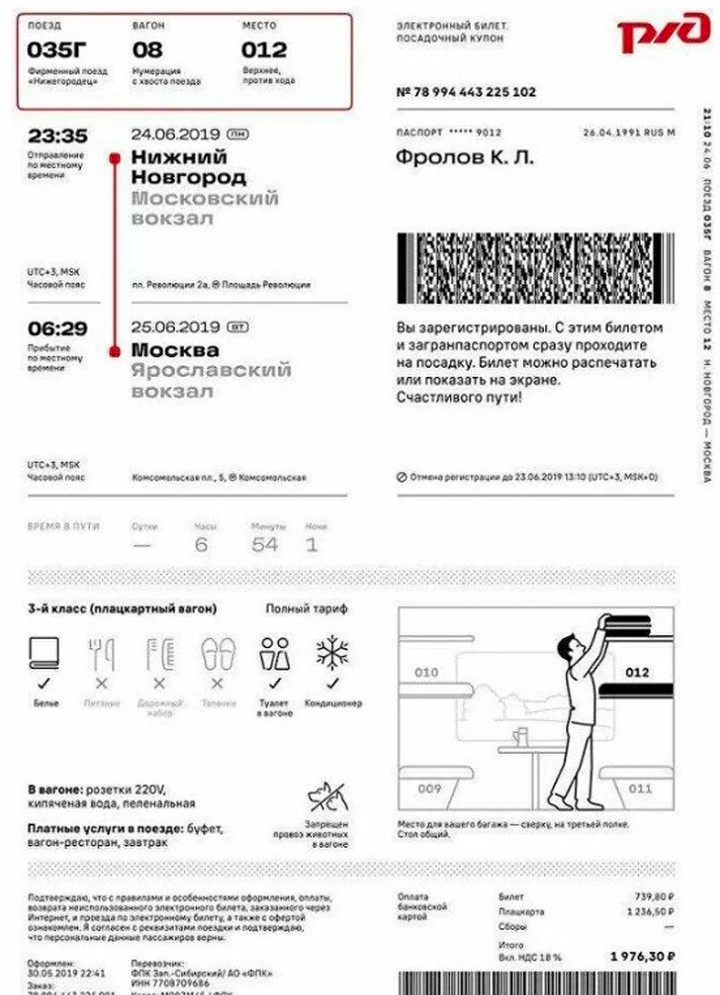 ПОЕЗД ВАГОН МЕСТО
035Г 08 012
Фирменный поезд «Нижегородец»
Нумерация с хвоста поезда
Верхнее, против хода
ЭЛЕКТРОННЫЙ БИЛЕТ.
ПОСАДОЧНЫЙ КУПОН
ржд
№ 78 994 443 225 102
23:35
Отправление
по местному
времени
24.06.2019 ПН
Нижний
Новгород
Московский
вокзал
UTC+3, MSK
Часовой пояс
пл. Революции 2а, Ⓜ Площадь Революции
06:29
Прибытие
по местному
времени
25.06.2019 ВТ
Москва
Ярославский
вокзал
UTC+3, MSK
Часовой пояс
Комсомольская пл., 5, Ⓜ Комсомольская
ПАСПОРТ ***** 9012 26.04.1991 RUS M
Фролов К. Л.
Вы зарегистрированы. С этим билетом
и загранпаспортом сразу проходите
на посадку. Билет можно распечатать
или показать на экране.
Счастливого пути!
Отмена регистрации до 23.06.2019 13:10 (UTC+3, MSK+0)
21:10 24.06 ПОЕЗД 035Г ВАГОН 8 МЕСТО 12 Н. НОВГОРОД — МОСКВА
ВРЕМЯ В ПУТИ Сутки Часы Минуты Ночи
— 6 54 1
3-й класс (плацкартный вагон) Полный тариф
Белье Питание Дорожный набор Тапочки Туалет в вагоне Кондиционер
В вагоне: розетки 220V,
кипяченая вода, пеленальная
Платные услуги в поезде: буфет,
вагон-ресторан, завтрак
Запрещен
провоз животных
в вагоне
010 012
009 011
Место для вашего багажа — сверху, на третьей полке.
Стол общий.
Подтверждаю, что с правилами и особенностями оформления, оплаты,
возврата неиспользованного электронного билета, заказанного через
Интернет, и проезда по электронному билету, а также с офертой
ознакомлен. Я согласен с реквизитами поездки и подтверждаю,
что персональные данные пассажиров верны.
Оформлен:
30.05.2019 22:41
Заказ:
Перевозчик:
ФПК Зап.-Сибирский/ АО «ФПК»
ИНН 7708709686
Оплата
банковской
картой
Билет 739,80 ₽
Плацкарта 1 236,50 ₽
Сборы —
Итого
Вкл. НДС 18 % 1 976,30 ₽